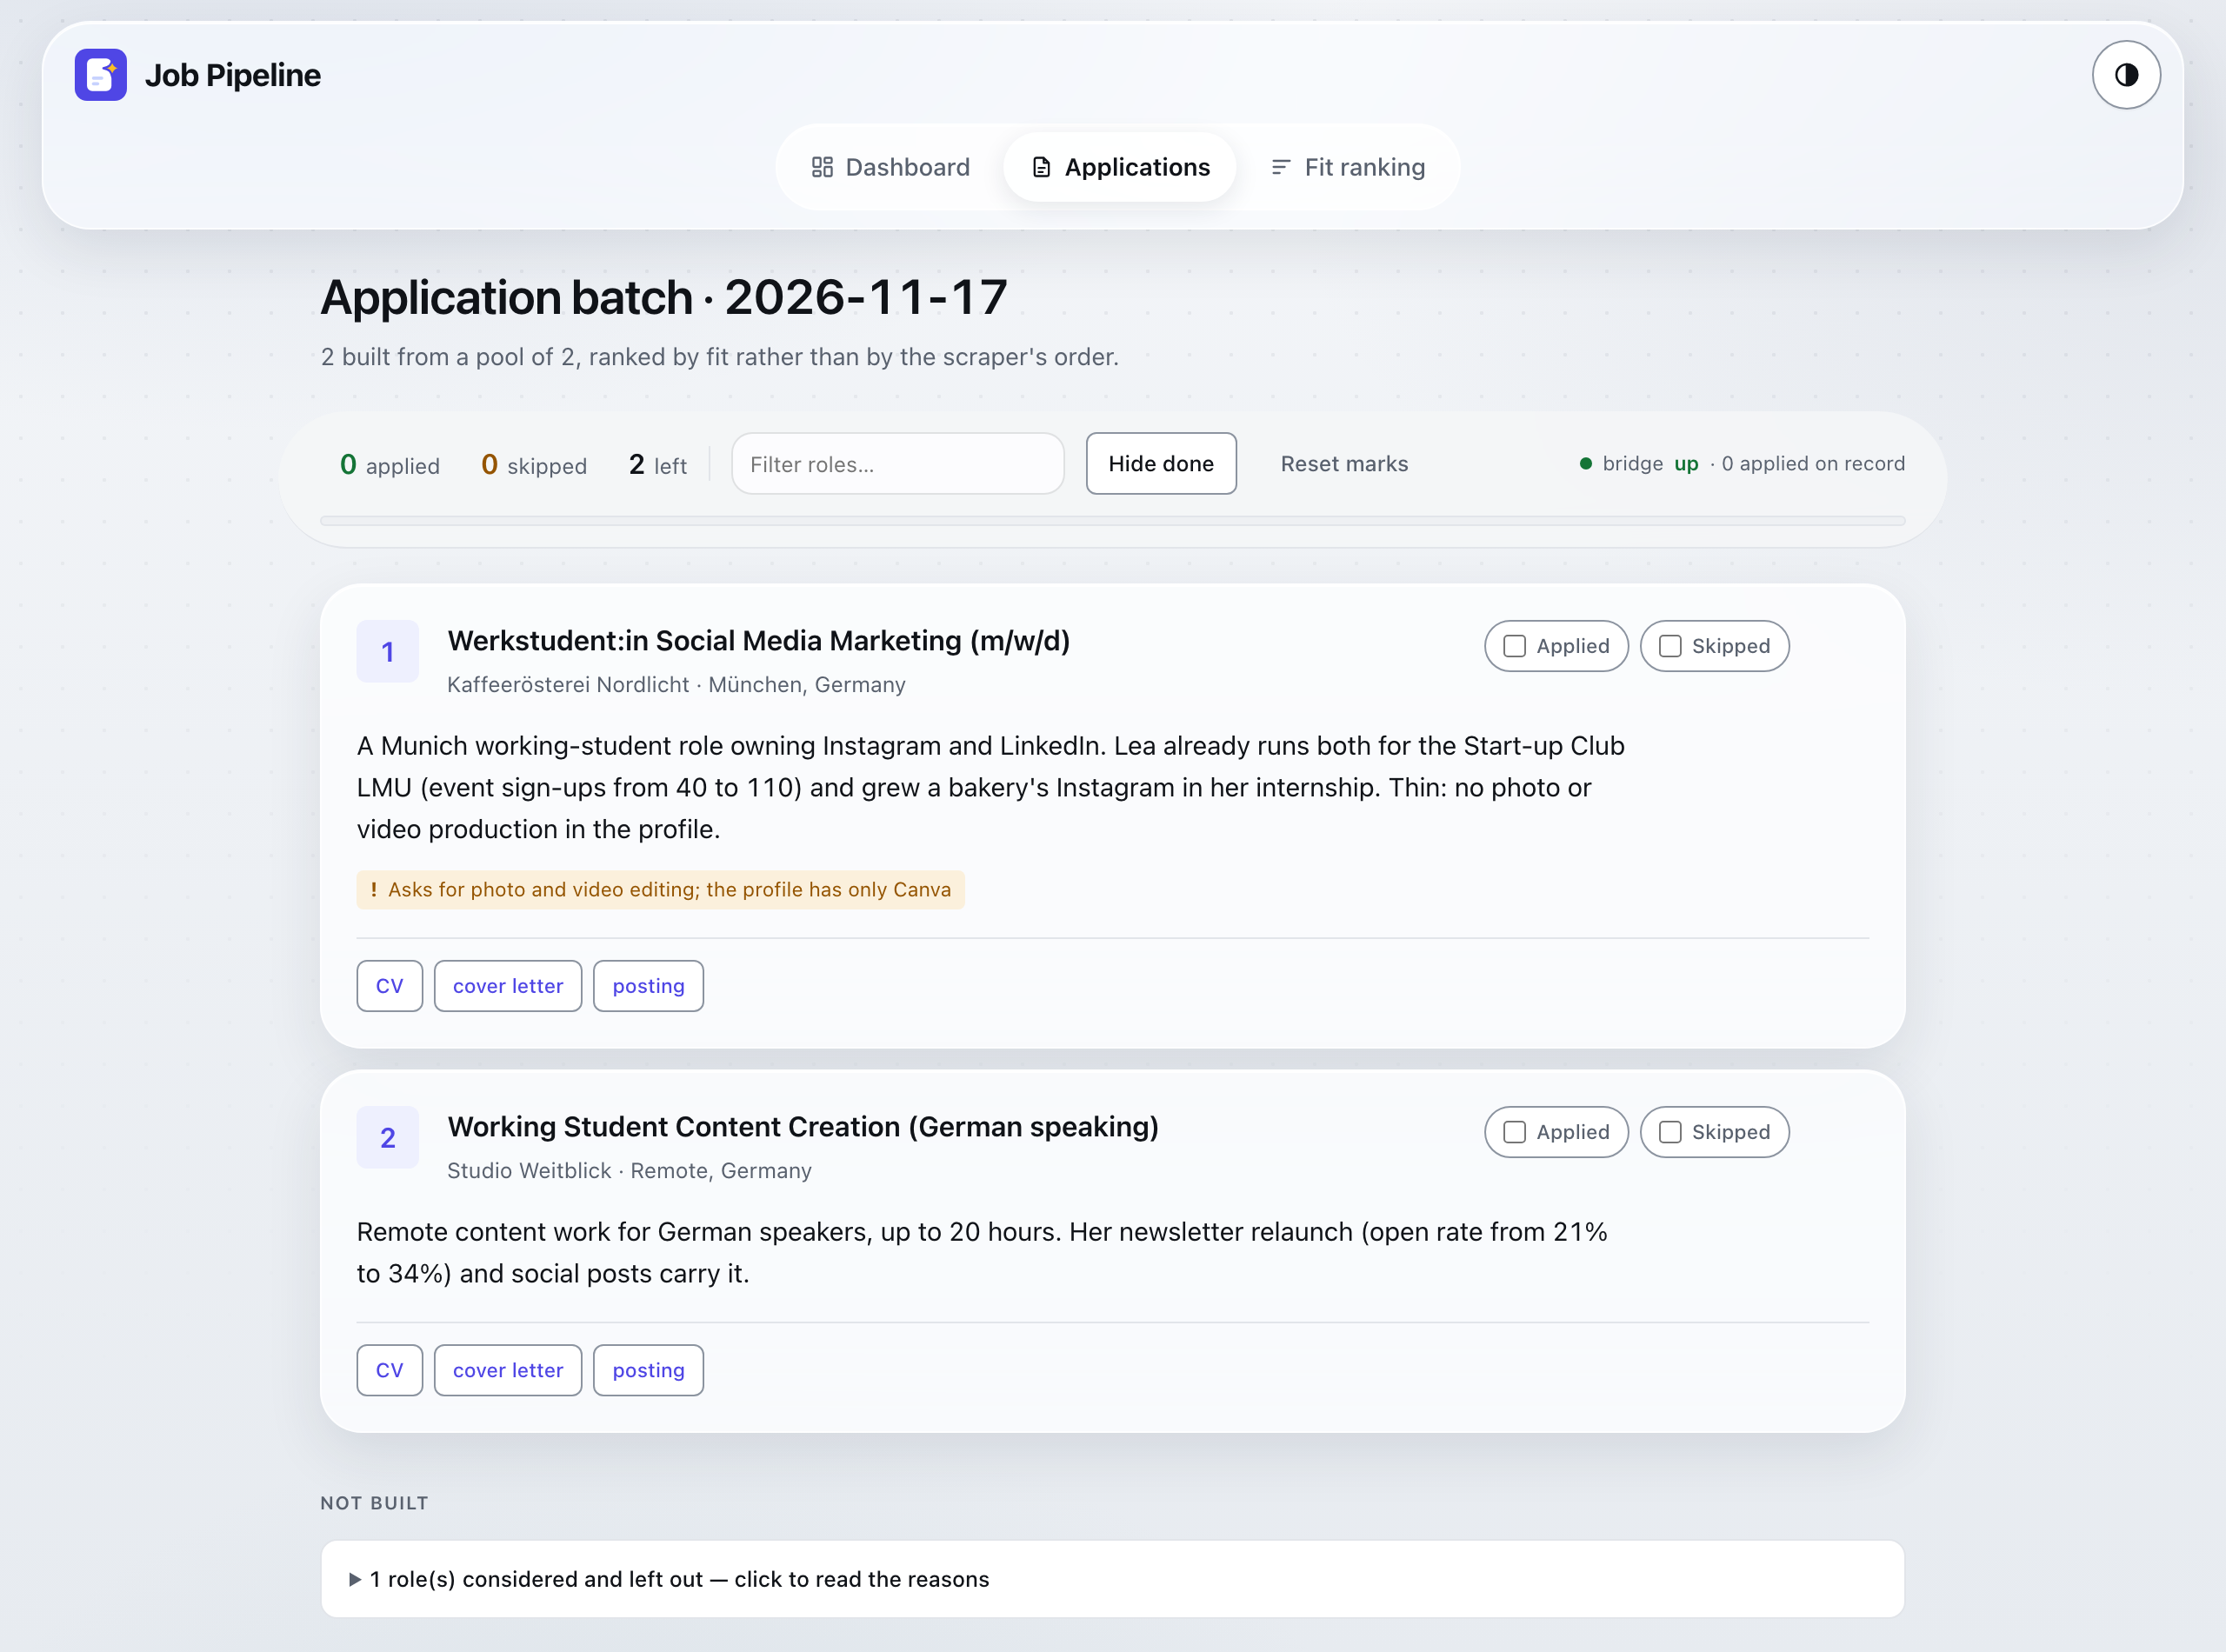 Job Pipeline
Dashboard
Applications
Fit ranking
Application batch · 2026-11-17
2 built from a pool of 2, ranked by fit rather than by the scraper's order.
0 applied
0 skipped
2 left
Filter roles...
Hide done
Reset marks
bridge up · 0 applied on record
1
Werkstudent:in Social Media Marketing (m/w/d)
Applied
Skipped
Kaffeerösterei Nordlicht · München, Germany
A Munich working-student role owning Instagram and LinkedIn. Lea already runs both for the Start-up Club
LMU (event sign-ups from 40 to 110) and grew a bakery's Instagram in her internship. Thin: no photo or
video production in the profile.
! Asks for photo and video editing; the profile has only Canva
CV
cover letter
posting
2
Working Student Content Creation (German speaking)
Applied
Skipped
Studio Weitblick · Remote, Germany
Remote content work for German speakers, up to 20 hours. Her newsletter relaunch (open rate from 21%
to 34%) and social posts carry it.
CV
cover letter
posting
NOT BUILT
1 role(s) considered and left out — click to read the reasons